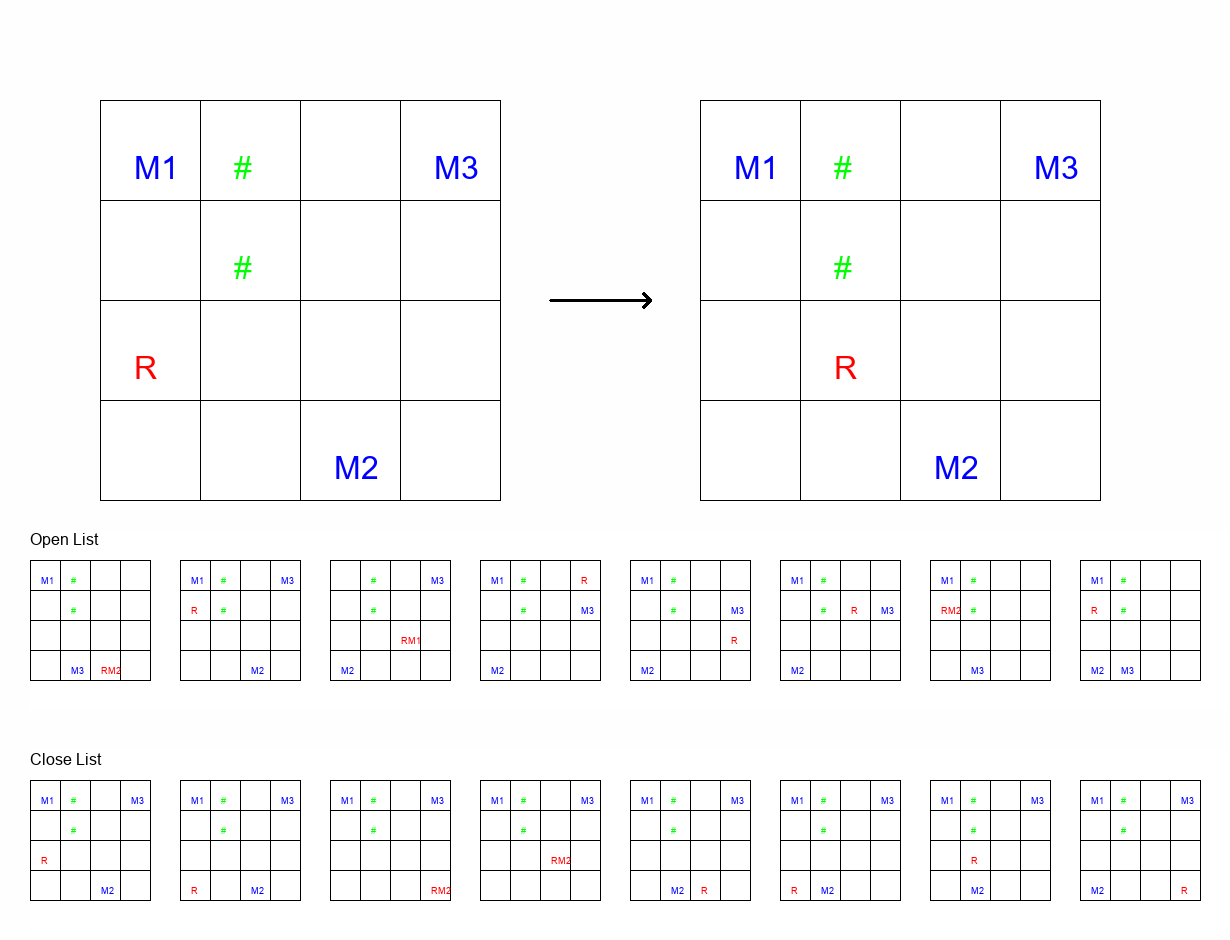 M1 # M3 M1 # M3
# #
R R
M2 M2
Open List
M1 # M1 # M3 # M3 M1 # R M1 # M1 # M1 # M1 #
# R # # # M3 # M3 # R M3 RM2 # R #
RM1 R
M3 RM2 M2 M2 M2 M2 M2 M3 M2 M3
Close List
M1 # M3 M1 # M3 M1 # M3 M1 # M3 M1 # M3 M1 # M3 M1 # M3 M1 # M3
# # # # # # # #
R RM2 R
M2 R M2 RM2 M2 R R M2 M2 M2 R